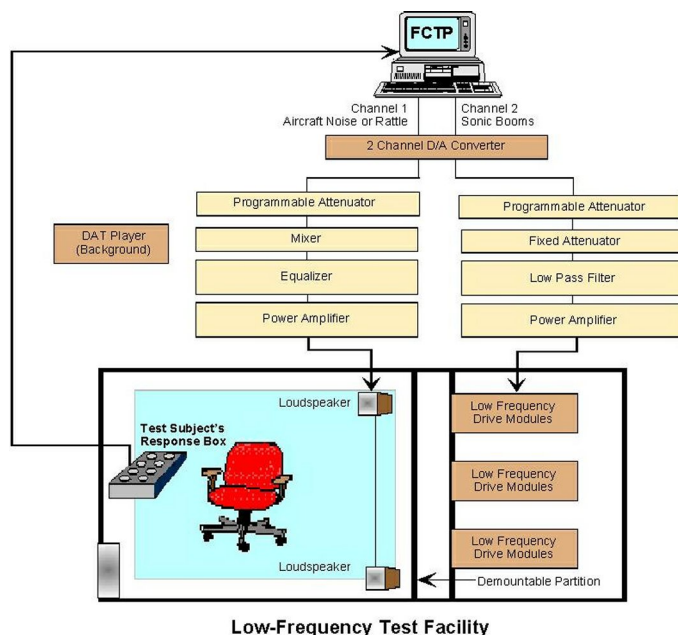 FCTP
Channel 1
Aircraft Noise or Rattle
Channel 2
Sonic Booms
2 Channel D/A Converter
Programmable Attenuator
Mixer
Equalizer
Power Amplifier
Programmable Attenuator
Fixed Attenuator
Low Pass Filter
Power Amplifier
DAT Player
(Background)
Loudspeaker
Test Subject's
Response Box
Loudspeaker
Low Frequency
Drive Modules
Low Frequency
Drive Modules
Low Frequency
Drive Modules
Demountable Partition
Low-Frequency Test Facility